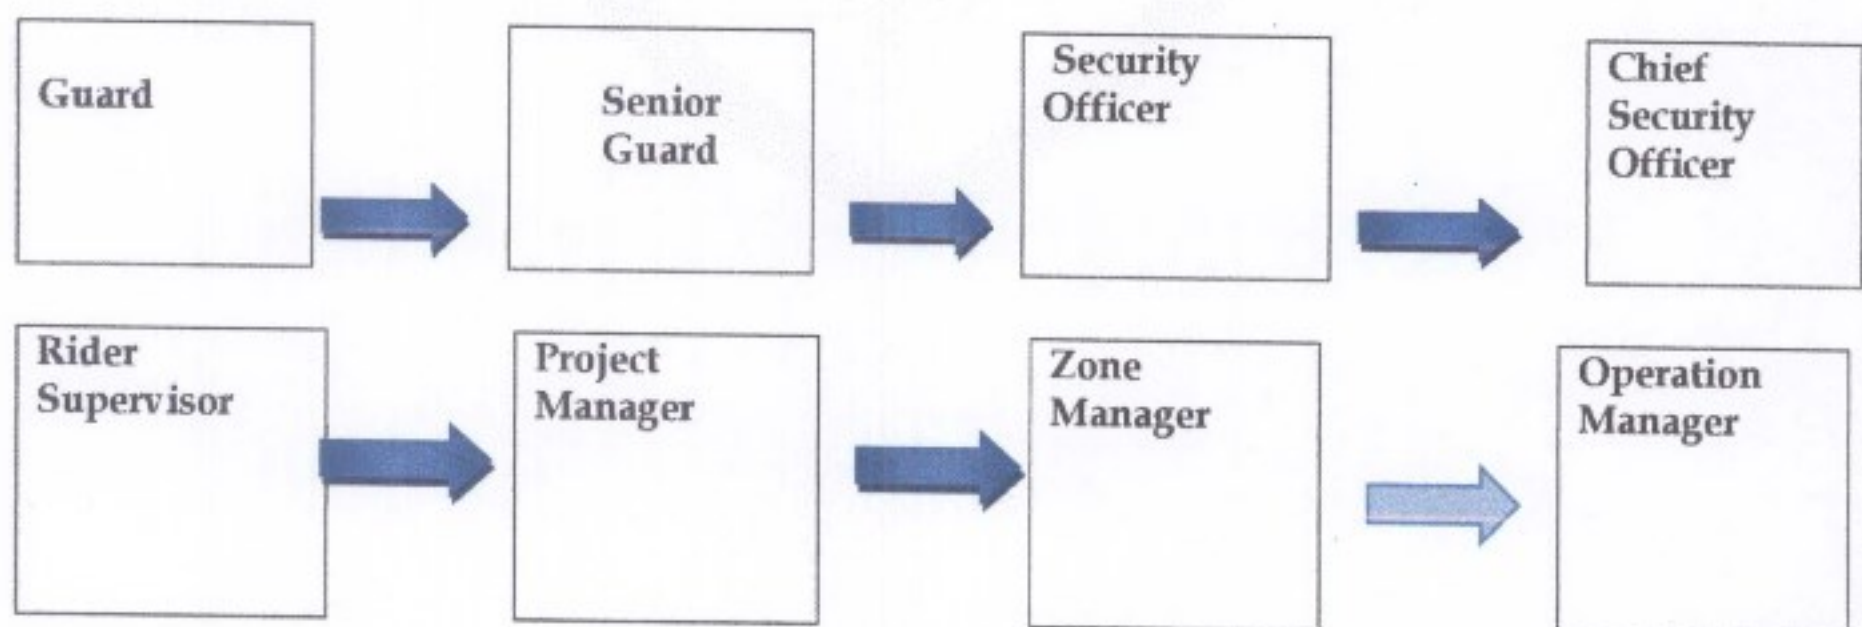 Guard
Senior
Guard
Security
Officer
Chief
Security
Officer
Rider
Supervisor
Project
Manager
Zone
Manager
Operation
Manager